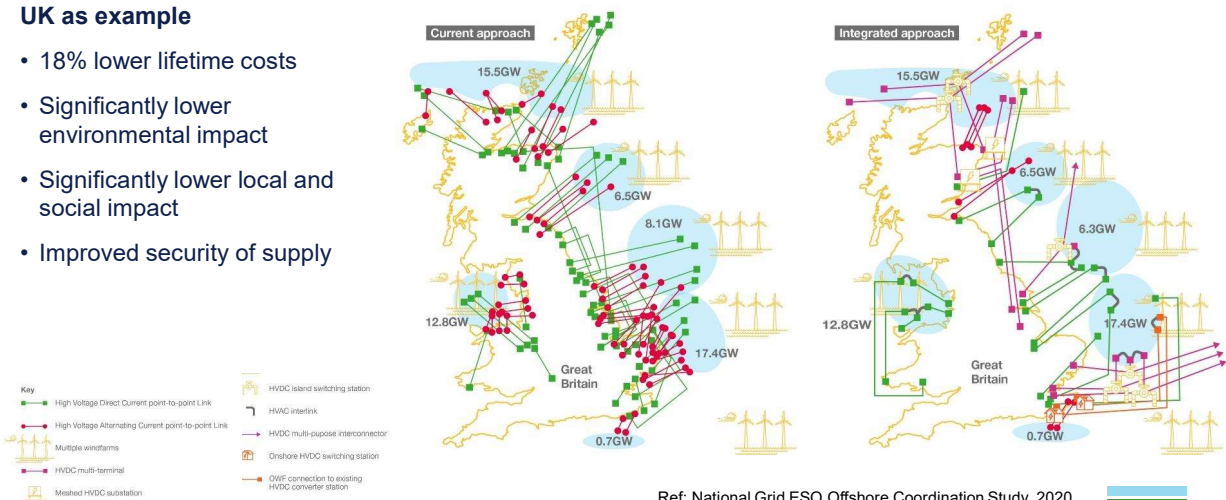 UK as example
• 18% lower lifetime costs
• Significantly lower
environmental impact
• Significantly lower local and
social impact
• Improved security of supply
Current approach
15.5GW
6.5GW
8.1GW
12.8GW
17.4GW
Great
Britain
0.7GW
Integrated approach
15.5GW
6.5GW
6.3GW
12.8GW
17.4GW
Great
Britain
0.7GW
Key
High Voltage Direct Current point-to-point Link
High Voltage Alternating Current point-to-point Link
Multiple windfarms
HVDC multi-terminal
Meshed HVDC substation
HVDC island switching station
HVAC interlink
HVDC multi-pupose interconnector
Onshore HVDC switching station
OWF connection to existing
HVDC converter station
Ref: National Grid ESO Offshore Coordination Study, 2020